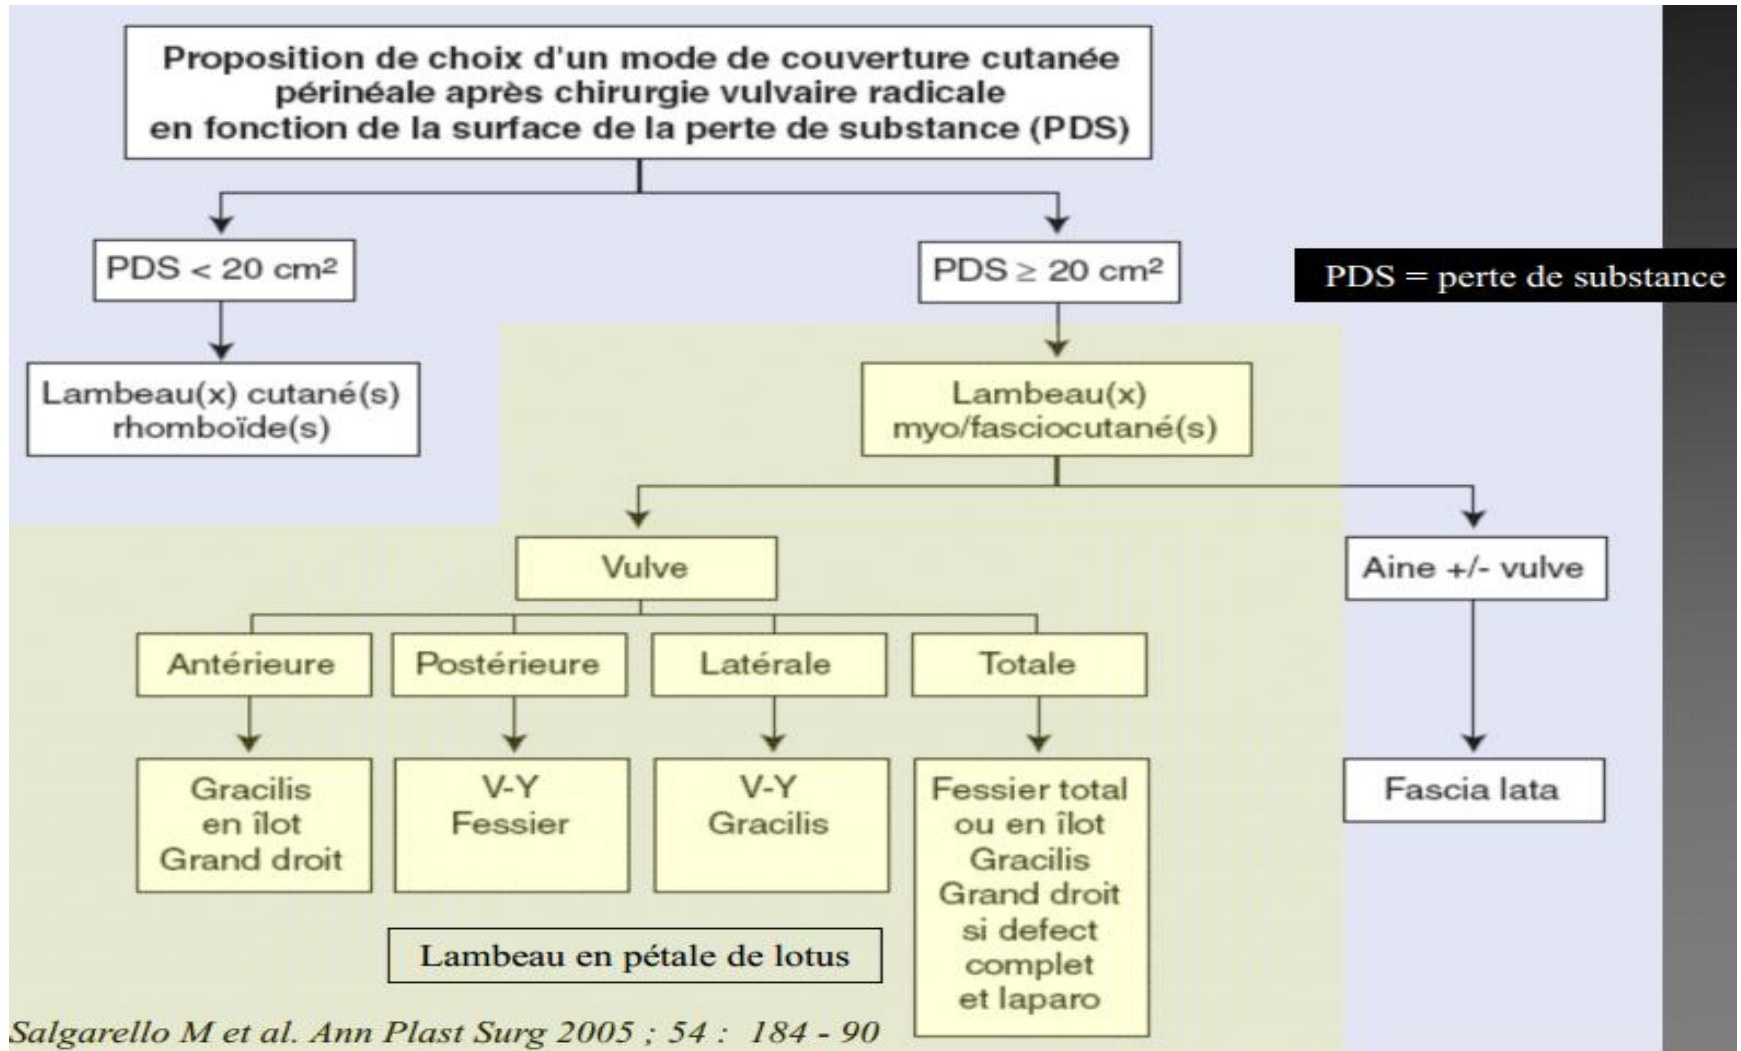 Proposition de choix d'un mode de couverture cutanée
périnéale après chirurgie vulvaire radicale
en fonction de la surface de la perte de substance (PDS)
PDS < 20 cm²
PDS ≥ 20 cm²
PDS = perte de substance
Lambeau(x) cutané(s)
rhomboïde(s)
Lambeau(x)
myo/fasciocutané(s)
Vulve
Aine +/- vulve
Antérieure
Postérieure
Latérale
Totale
Gracilis
en îlot
Grand droit
V-Y
Fessier
V-Y
Gracilis
Fessier total
ou en îlot
Gracilis
Grand droit
si defect
complet
et laparo
Fascia lata
Lambeau en pétale de lotus
Salgarello M et al. Ann Plast Surg 2005 ; 54 : 184 - 90